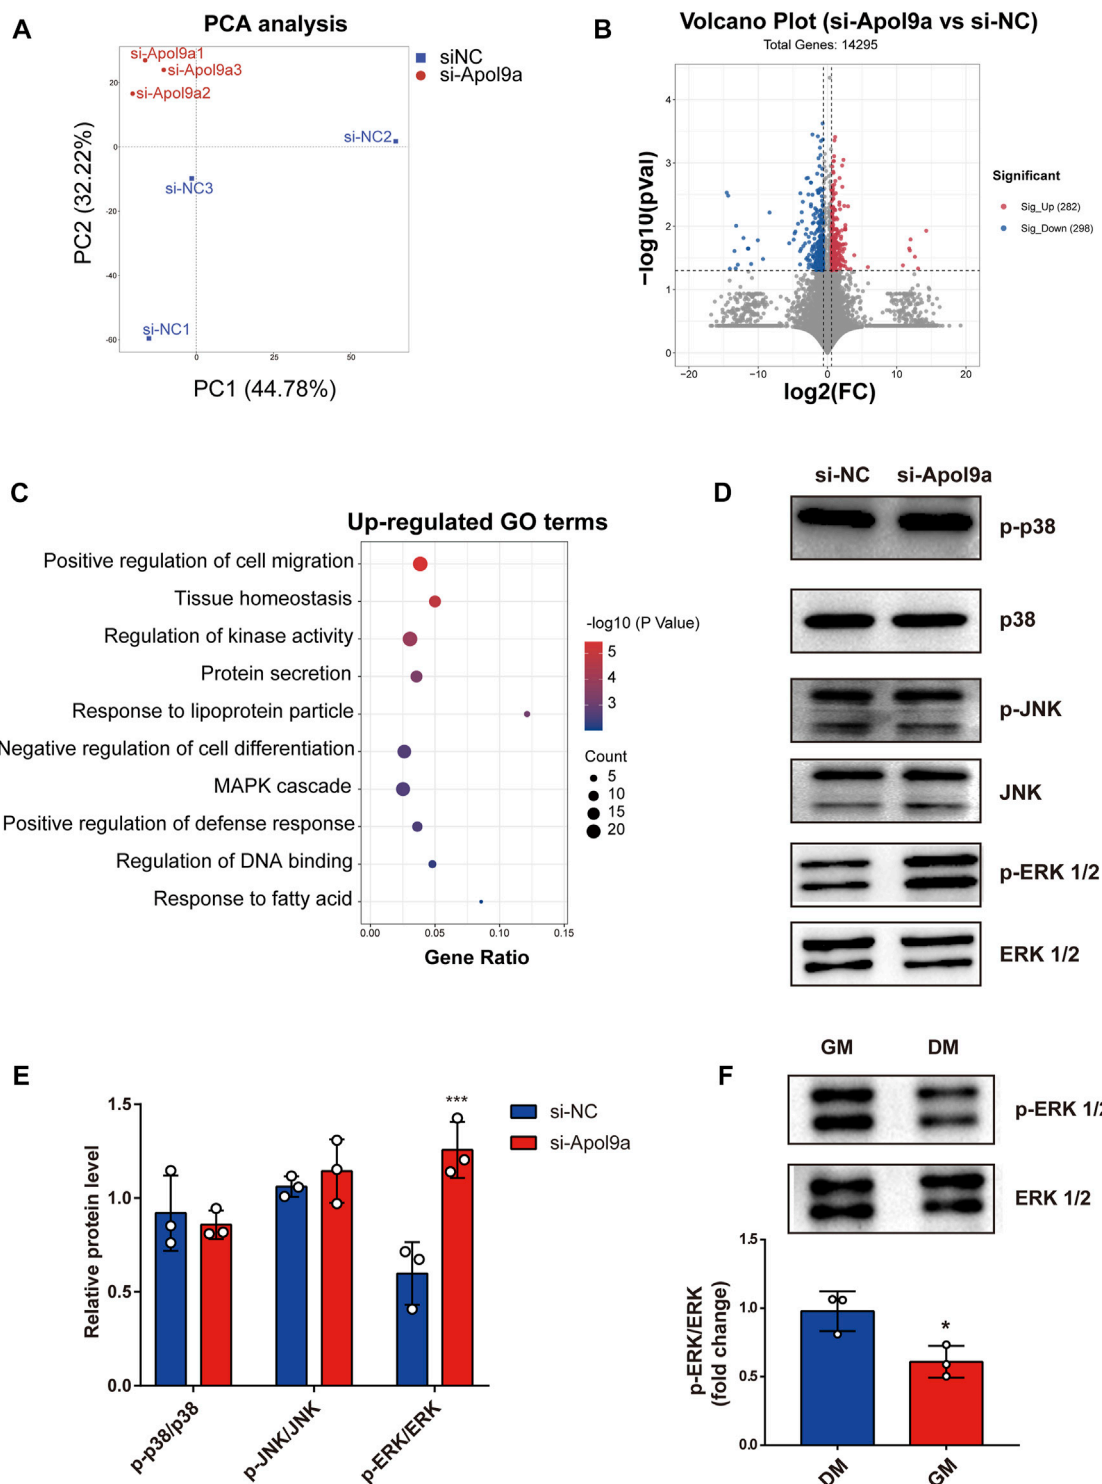 A
PCA analysis
si-Apol9a1
si-Apol9a3
si-Apol9a2
si-NC2
si-NC3
si-NC1
20
0
-20
-40
-60
0
25
50
PC2 (32.22%)
PC1 (44.78%)
siNC
si-Apol9a
B
Volcano Plot (si-Apol9a vs si-NC)
Total Genes: 14295
4
3
2
1
0
−20
−10
0
10
20
−log10(pVal)
log2(FC)
Significant
Sig_Up (282)
Sig_Down (298)
C
Up-regulated GO terms
Positive regulation of cell migration
Tissue homeostasis
Regulation of kinase activity
Protein secretion
Response to lipoprotein particle
Negative regulation of cell differentiation
MAPK cascade
Positive regulation of defense response
Regulation of DNA binding
Response to fatty acid
0.00
0.05
0.10
0.15
Gene Ratio
-log10 (P Value)
5
4
3
Count
5
10
15
20
D
si-NC si-Apol9a
p-p38
p38
p-JNK
JNK
p-ERK 1/2
ERK 1/2
E
1.5
1.0
0.5
0.0
Relative protein level
***
si-NC
si-Apol9a
p-p38/p38
p-JNK/JNK
p-ERK/ERK
F
GM DM
p-ERK 1/2
ERK 1/2
1.5
1.0
0.5
0.0
p-ERK/ERK
(fold change)
*
DM
GM